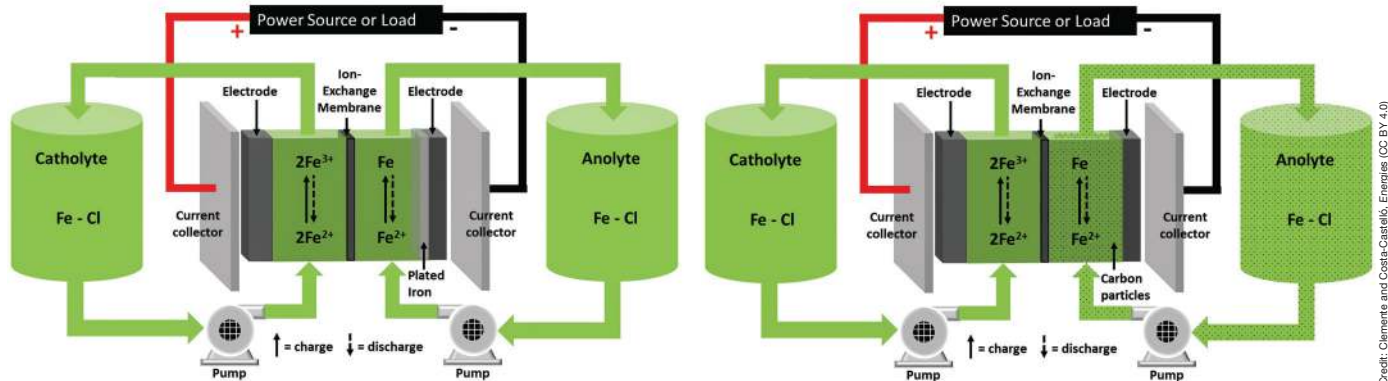 Power Source or Load
+
-
Electrode
Ion-
Exchange
Membrane
Electrode
Catholyte
Fe - Cl
2Fe3+
2Fe2+
Fe
Fe2+
Anolyte
Fe - Cl
Current
collector
Current
collector
Plated
Iron
= charge
= discharge
Pump
Pump
Power Source or Load
+
-
Electrode
Ion-
Exchange
Membrane
Electrode
Catholyte
Fe - Cl
2Fe3+
2Fe2+
Fe
Fe2+
Anolyte
Fe - Cl
Current
collector
Current
collector
Carbon
particles
= charge
= discharge
Pump
Pump
Credit: Clemente and Costa-Castelló, Energies (CC BY 4.0)